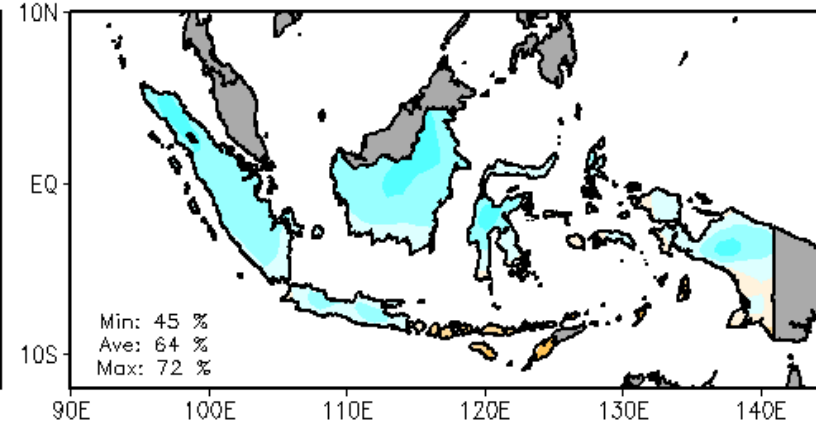 10N
EQ
10S
Min: 45 %
Ave: 64 %
Max: 72 %
90E 100E 110E 120E 130E 140E